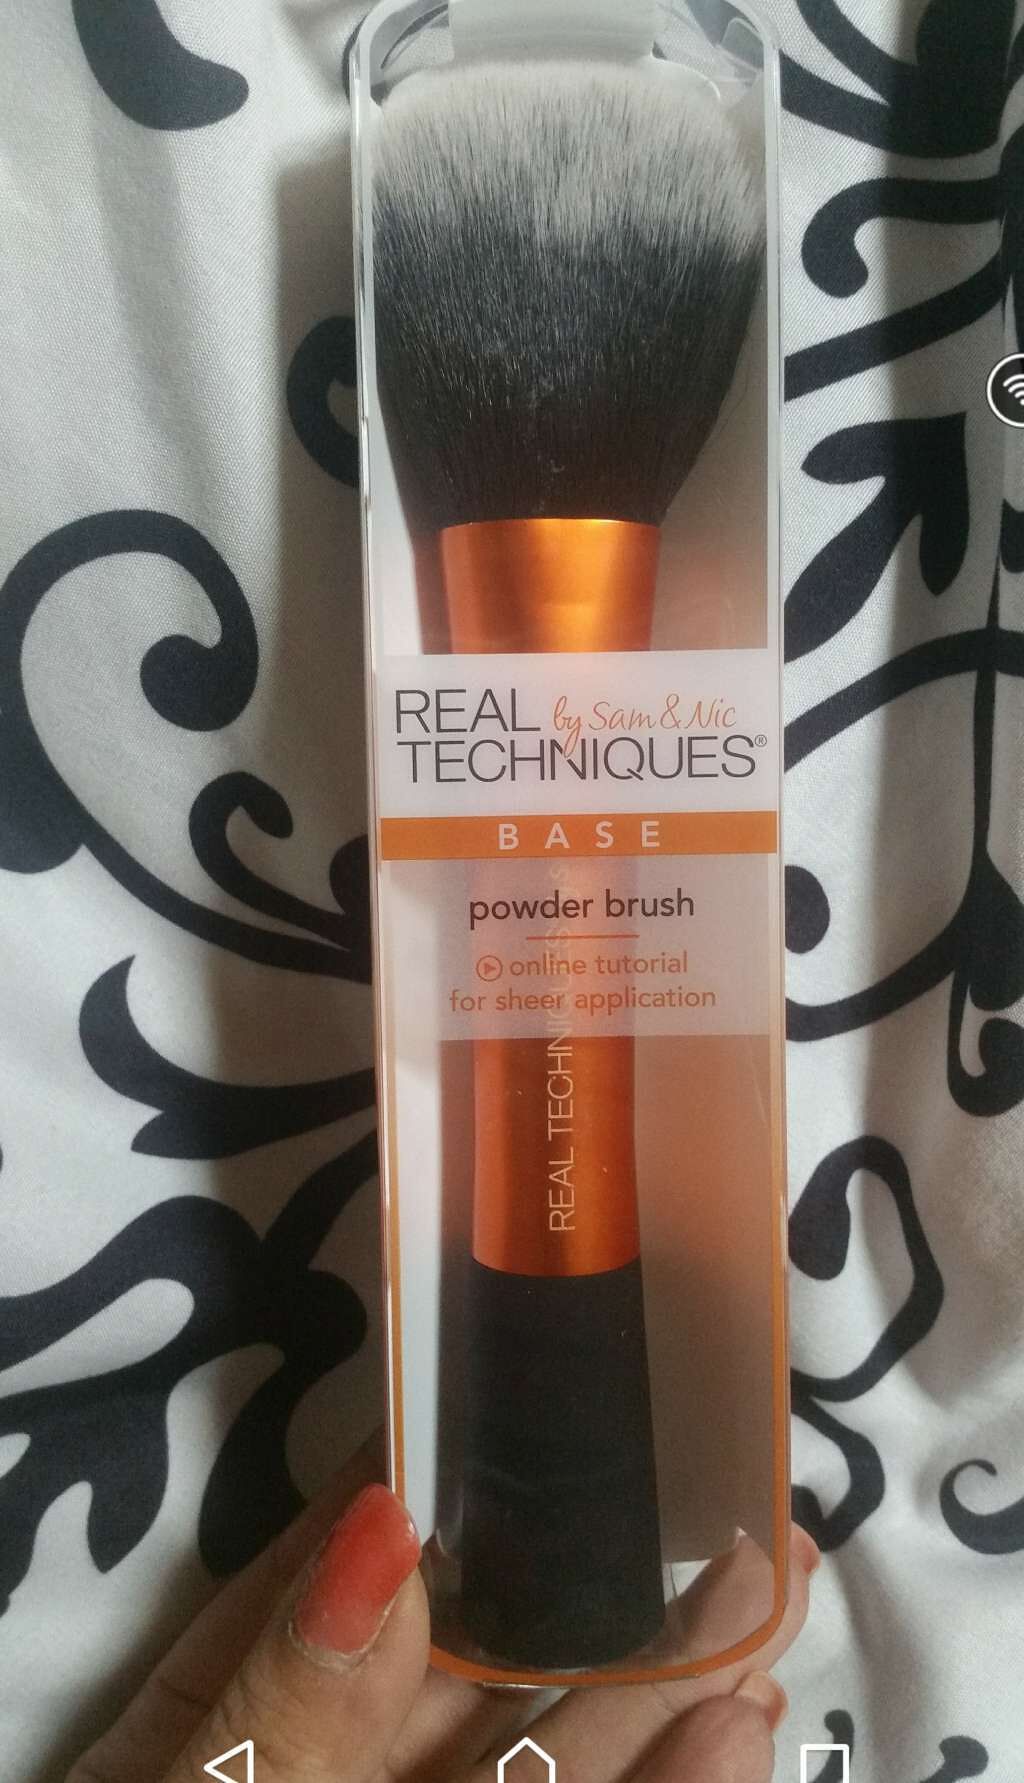 REAL by Sam & Nic
TECHNIQUES®
BASE
powder brush
online tutorial
for sheer application
REAL TECHNIQUES